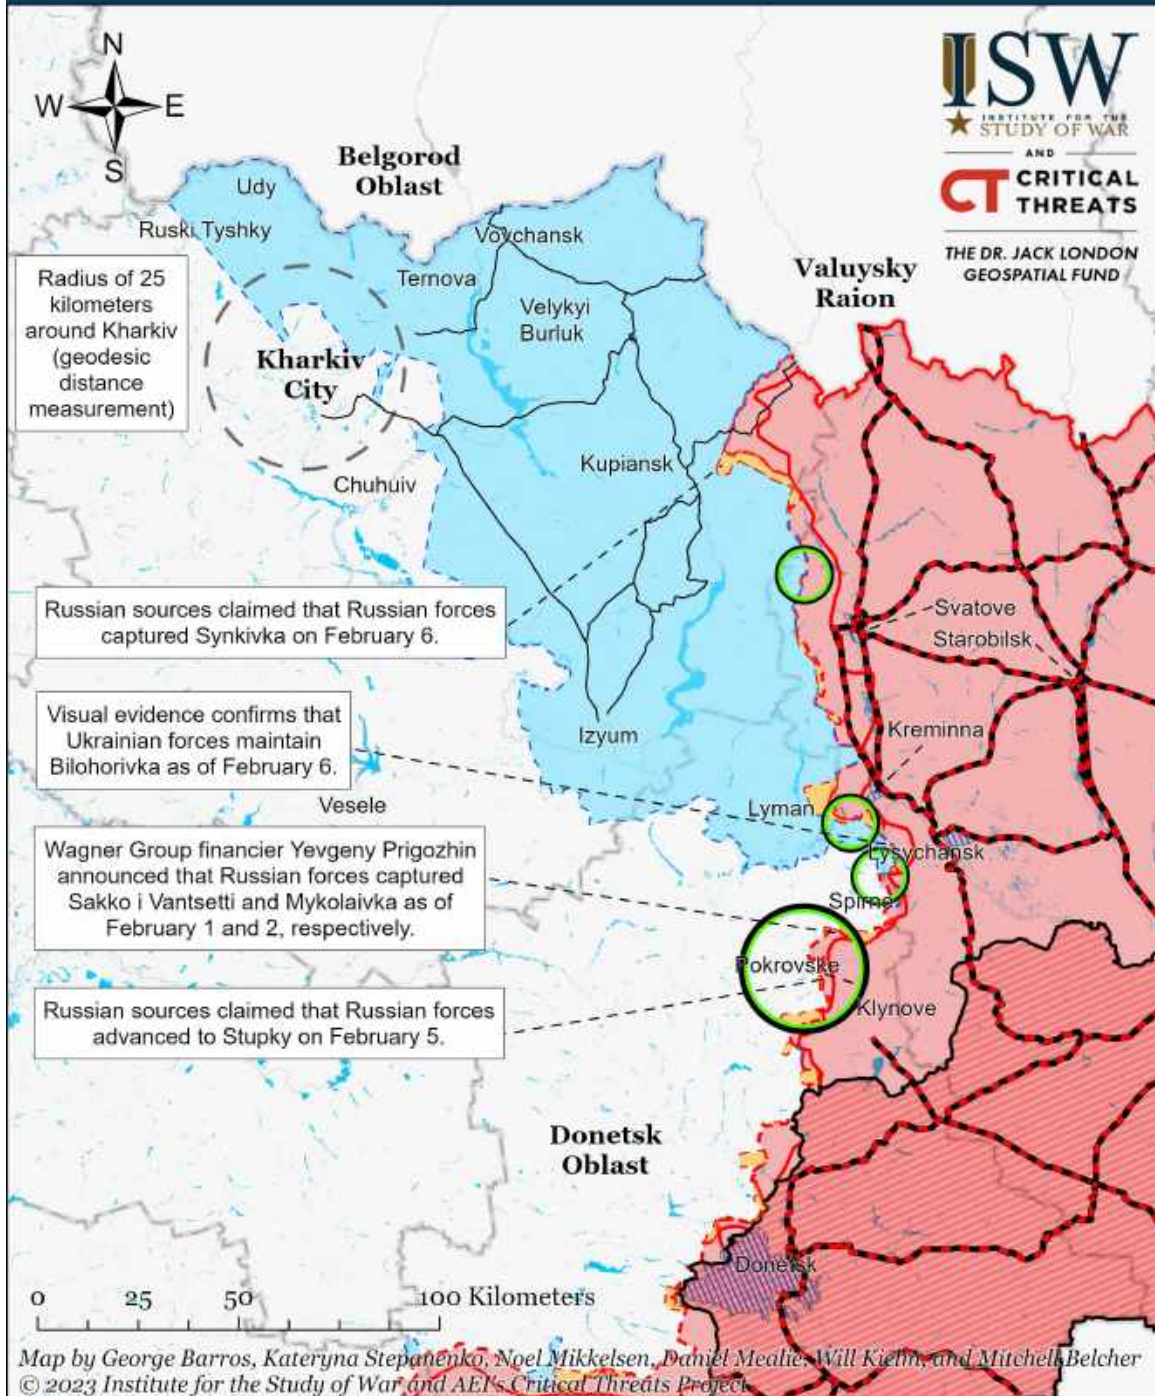 N
W E
S
ISW
INSTITUTE FOR THE
STUDY OF WAR
AND
CT CRITICAL
THREATS
THE DR. JACK LONDON
GEOSPATIAL FUND
Belgorod
Oblast
Udy
Ruski Tyshky
Vovchansk
Ternova
Valuysky
Raion
Radius of 25
kilometers
around Kharkiv
(geodesic
distance
measurement)
Velykyi
Burluk
Kharkiv
City
Kupiansk
Chuhuiv
Russian sources claimed that Russian forces
captured Synkivka on February 6.
Svatove
Starobilsk
Visual evidence confirms that
Ukrainian forces maintain
Bilohorivka as of February 6.
Izyum
Kreminna
Vesele
Lyman
Lysychansk
Wagner Group financier Yevgeny Prigozhin
announced that Russian forces captured
Sakko i Vantsetti and Mykolaivka as of
February 1 and 2, respectively.
Spirne
Pokrovske
Klynove
Russian sources claimed that Russian forces
advanced to Stupky on February 5.
Donetsk
Oblast
Donetsk
0 25 50 100 Kilometers
Map by George Barros, Kateryna Stepanenko, Noel Mikkelsen, Daniel Mealie, Will Kielm, and Mitchell Belcher
© 2023 Institute for the Study of War and AEI's Critical Threats Project